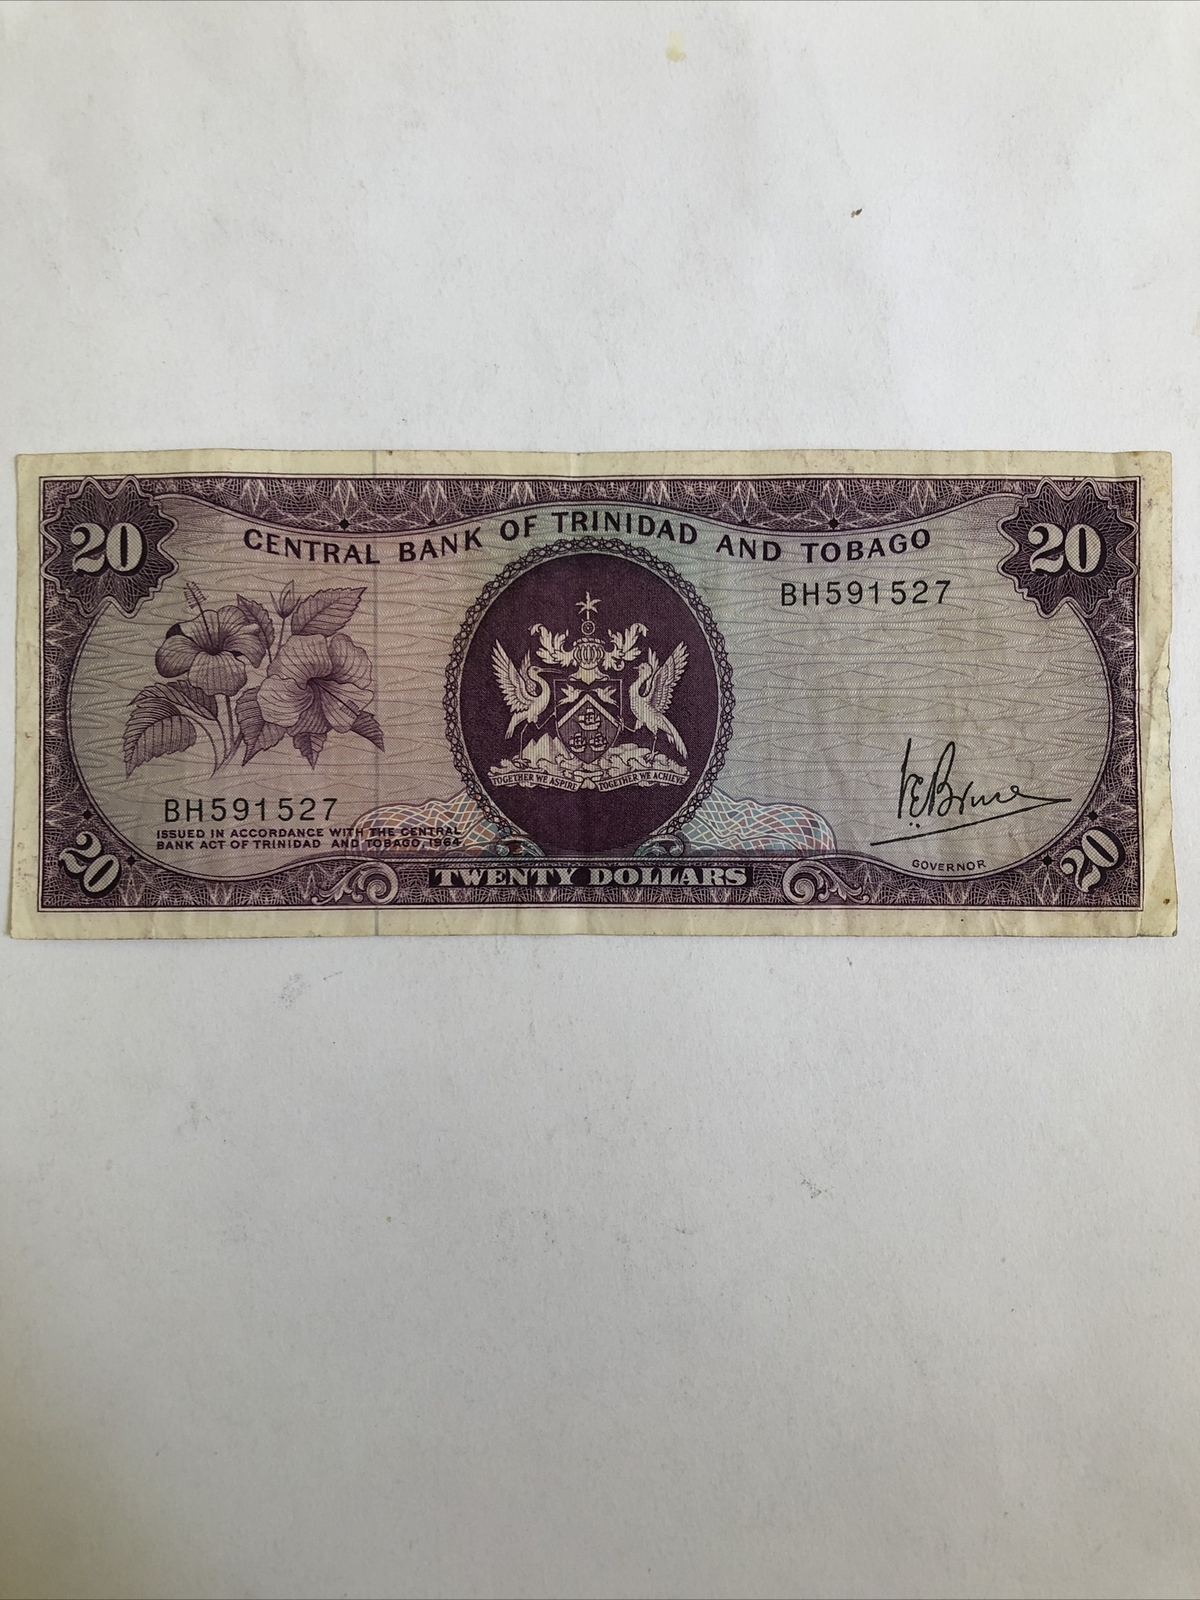 20
20
CENTRAL BANK OF TRINIDAD AND TOBAGO
BH591527
TOGETHER WE ASPIRE TOGETHER WE ACHIEVE
V.E. Bruce
BH591527
ISSUED IN ACCORDANCE WITH THE CENTRAL
BANK ACT OF TRINIDAD AND TOBAGO, 1964
GOVERNOR
20
TWENTY DOLLARS
20